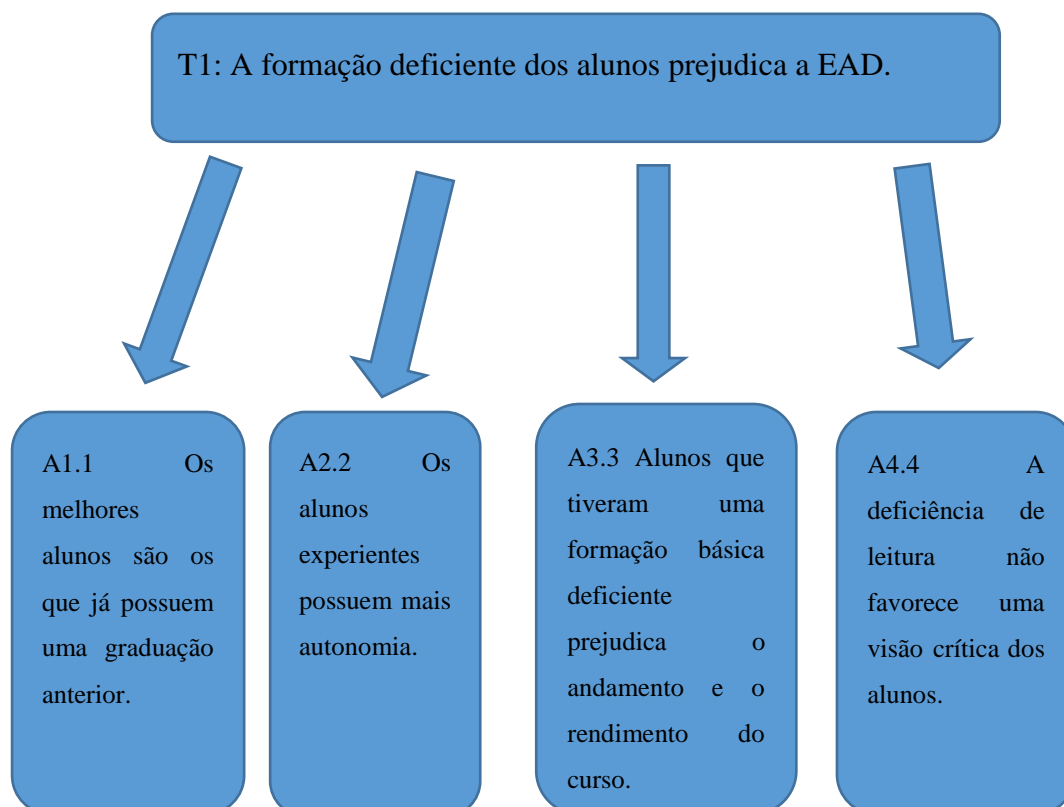 T1: A formação deficiente dos alunos prejudica a EAD.
A1.1 Os
melhores
alunos são os
que já possuem
uma graduação
anterior.
A2.2 Os
alunos
experientes
possuem mais
autonomia.
A3.3 Alunos que
tiveram uma
formação básica
deficiente
prejudica o
andamento e o
rendimento do
curso.
A4.4 A
deficiência de
leitura não
favorece uma
visão crítica dos
alunos.